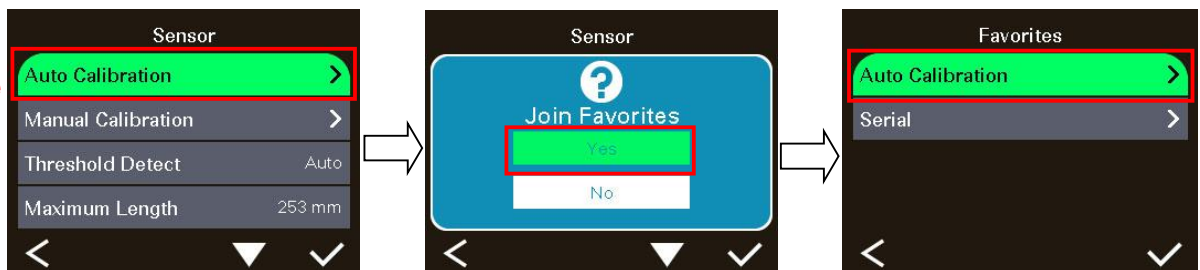 Sensor
Auto Calibration
Manual Calibration
Threshold Detect Auto
Maximum Length 253 mm
Sensor
?
Join Favorites
Yes
No
Favorites
Auto Calibration
Serial